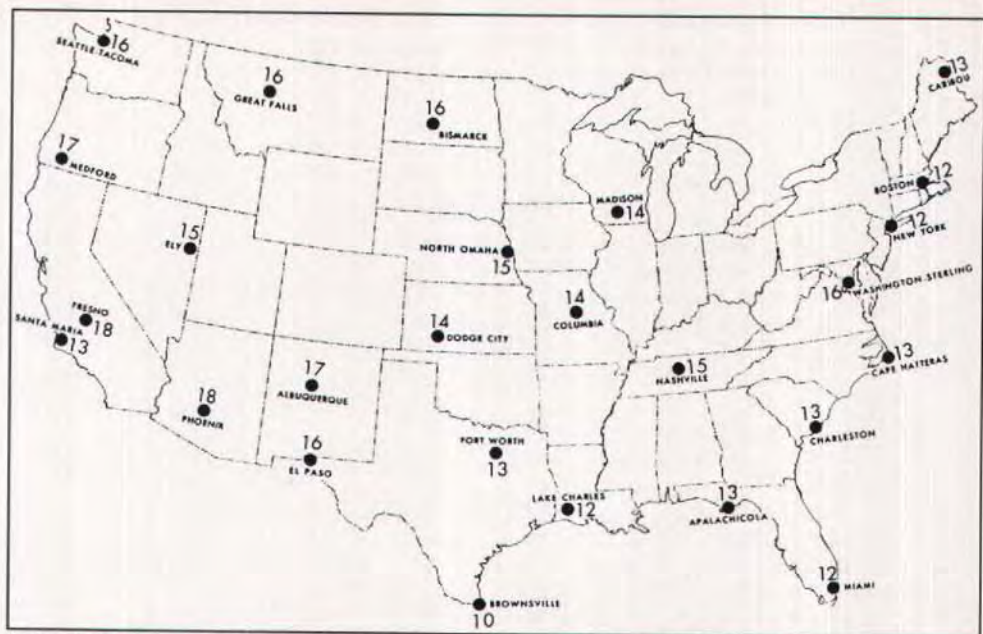 16
SEATTLE-TACOMA
16
GREAT FALLS
16
BISMARCK
13
CARIBOU
17
MEDFORD
BOSTON 12
MADISON
14
12
NEW YORK
15
ELY
NORTH OMAHA
15
16 WASHINGTON-STERLING
14
COLUMBIA
FRESNO
18
SANTA MARIA
13
14
DODGE CITY
13
CAPE HATTERAS
15
NASHVILLE
17
ALBUQUERQUE
18
PHOENIX
13
CHARLESTON
16
EL PASO
FORT WORTH
13
LAKE CHARLES
12
13
APALACHICOLA
12
MIAMI
BROWNSVILLE
10